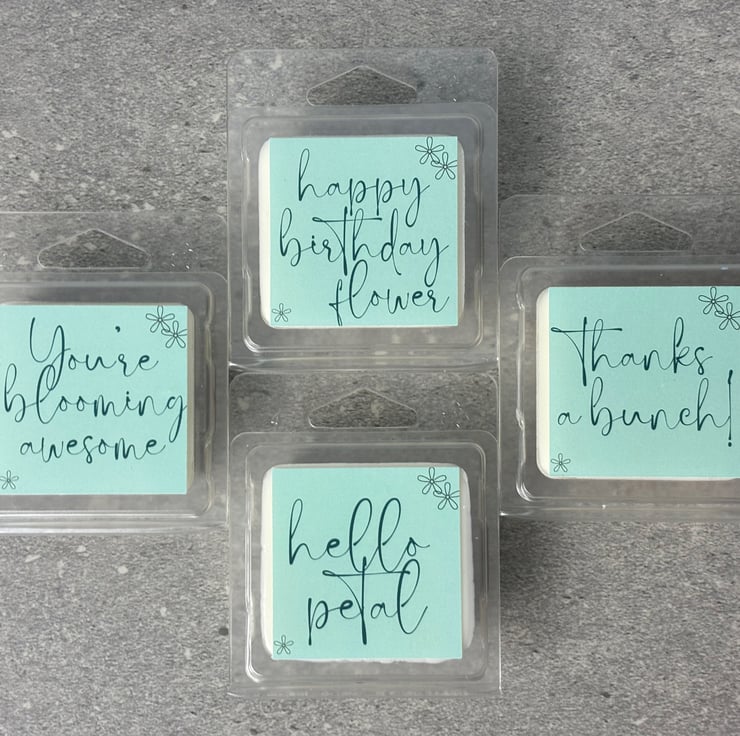 happy
birthday
flower
You're
blooming
awesome
Thanks
a bunch!
hello
petal